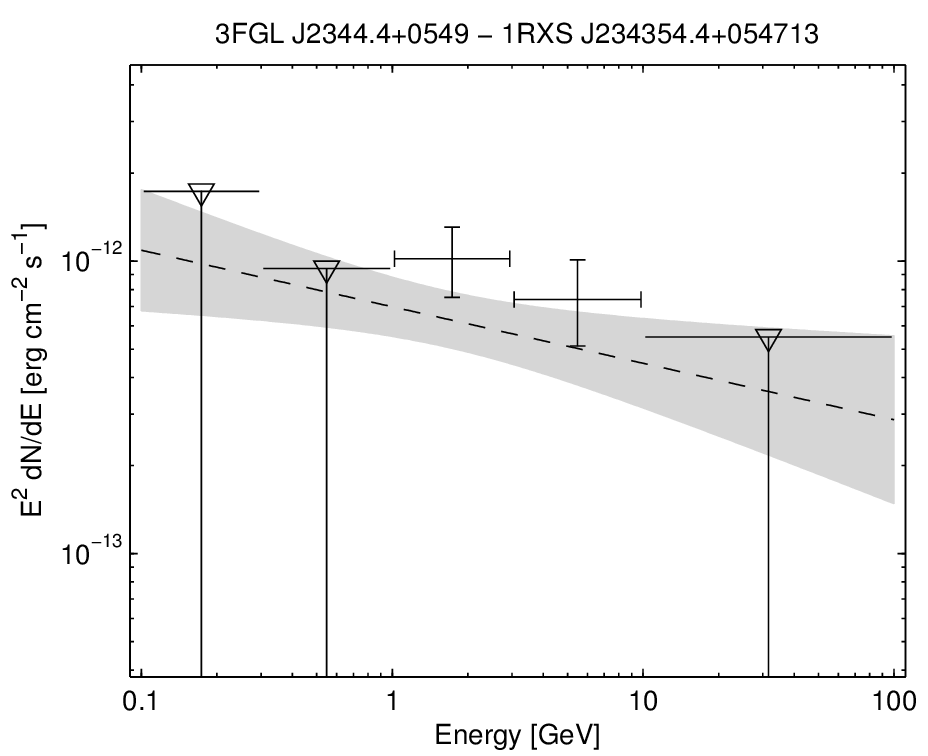 3FGL J2344.4+0549 − 1RXS J234354.4+054713
E² dN/dE [erg cm⁻² s⁻¹]
10⁻¹²
10⁻¹³
0.1 1 10 100
Energy [GeV]